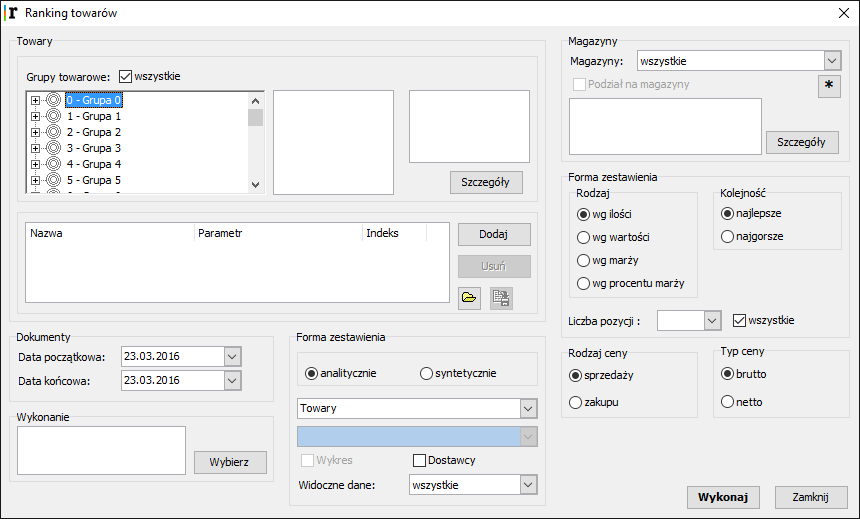 r Ranking towarów
Towary
Grupy towarowe: wszystkie
0 - Grupa 0
1 - Grupa 1
2 - Grupa 2
3 - Grupa 3
4 - Grupa 4
5 - Grupa 5
Szczegóły
Nazwa Parametr Indeks
Dodaj
Usuń
Dokumenty
Data początkowa: 23.03.2016
Data końcowa: 23.03.2016
Wykonanie
Wybierz
Forma zestawienia
analitycznie syntetycznie
Towary
Wykres Dostawcy
Widoczne dane: wszystkie
Magazyny
Magazyny: wszystkie
Podział na magazyny *
Szczegóły
Forma zestawienia
Rodzaj
wg ilości
wg wartości
wg marży
wg procentu marży
Kolejność
najlepsze
najgorsze
Liczba pozycji : wszystkie
Rodzaj ceny
sprzedaży
zakupu
Typ ceny
brutto
netto
Wykonaj Zamknij